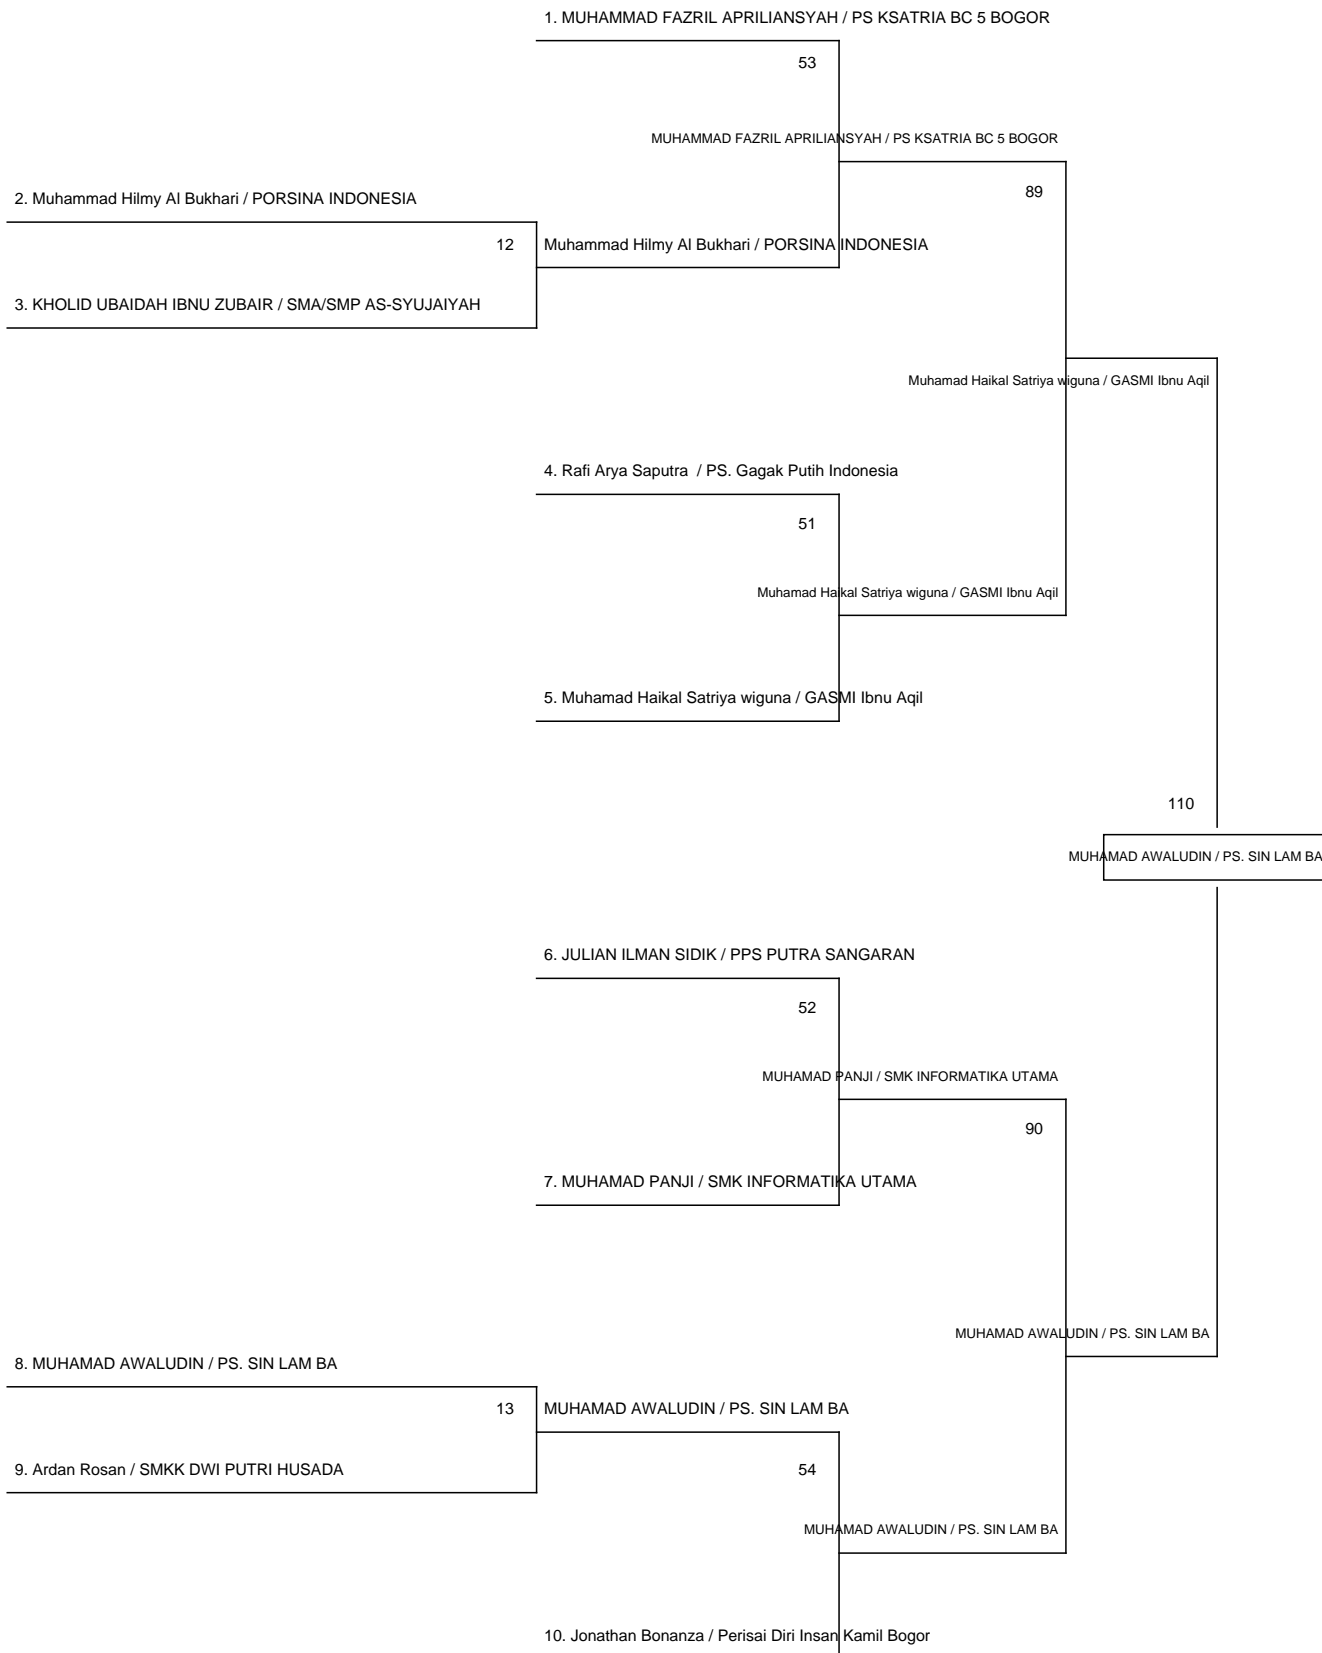 1. MUHAMMAD FAZRIL APRILIANSYAH / PS KSATRIA BC 5 BOGOR
53
MUHAMMAD FAZRIL APRILIANSYAH / PS KSATRIA BC 5 BOGOR
89
2. Muhammad Hilmy Al Bukhari / PORSINA INDONESIA
12
Muhammad Hilmy Al Bukhari / PORSINA INDONESIA
3. KHOLID UBAIDAH IBNU ZUBAIR / SMA/SMP AS-SYUJAIYAH
Muhamad Haikal Satriya wiguna / GASMI Ibnu Aqil
4. Rafi Arya Saputra / PS. Gagak Putih Indonesia
51
Muhamad Haikal Satriya wiguna / GASMI Ibnu Aqil
5. Muhamad Haikal Satriya wiguna / GASMI Ibnu Aqil
110
MUHAMAD AWALUDIN / PS. SIN LAM BA
6. JULIAN ILMAN SIDIK / PPS PUTRA SANGARAN
52
MUHAMAD PANJI / SMK INFORMATIKA UTAMA
90
7. MUHAMAD PANJI / SMK INFORMATIKA UTAMA
MUHAMAD AWALUDIN / PS. SIN LAM BA
8. MUHAMAD AWALUDIN / PS. SIN LAM BA
13
MUHAMAD AWALUDIN / PS. SIN LAM BA
9. Ardan Rosan / SMKK DWI PUTRI HUSADA
54
MUHAMAD AWALUDIN / PS. SIN LAM BA
10. Jonathan Bonanza / Perisai Diri Insan Kamil Bogor